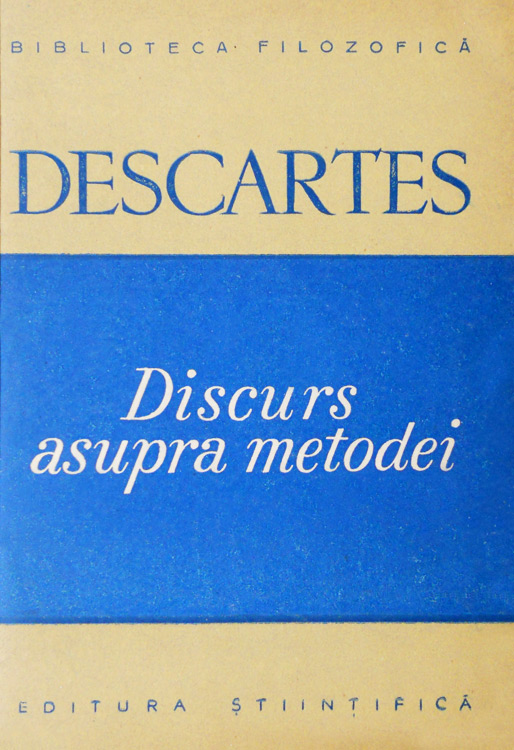 BIBLIOTECA FILOZOFICĂ
DESCARTES
Discurs
asupra metodei
EDITURA ȘTIINȚIFICĂ